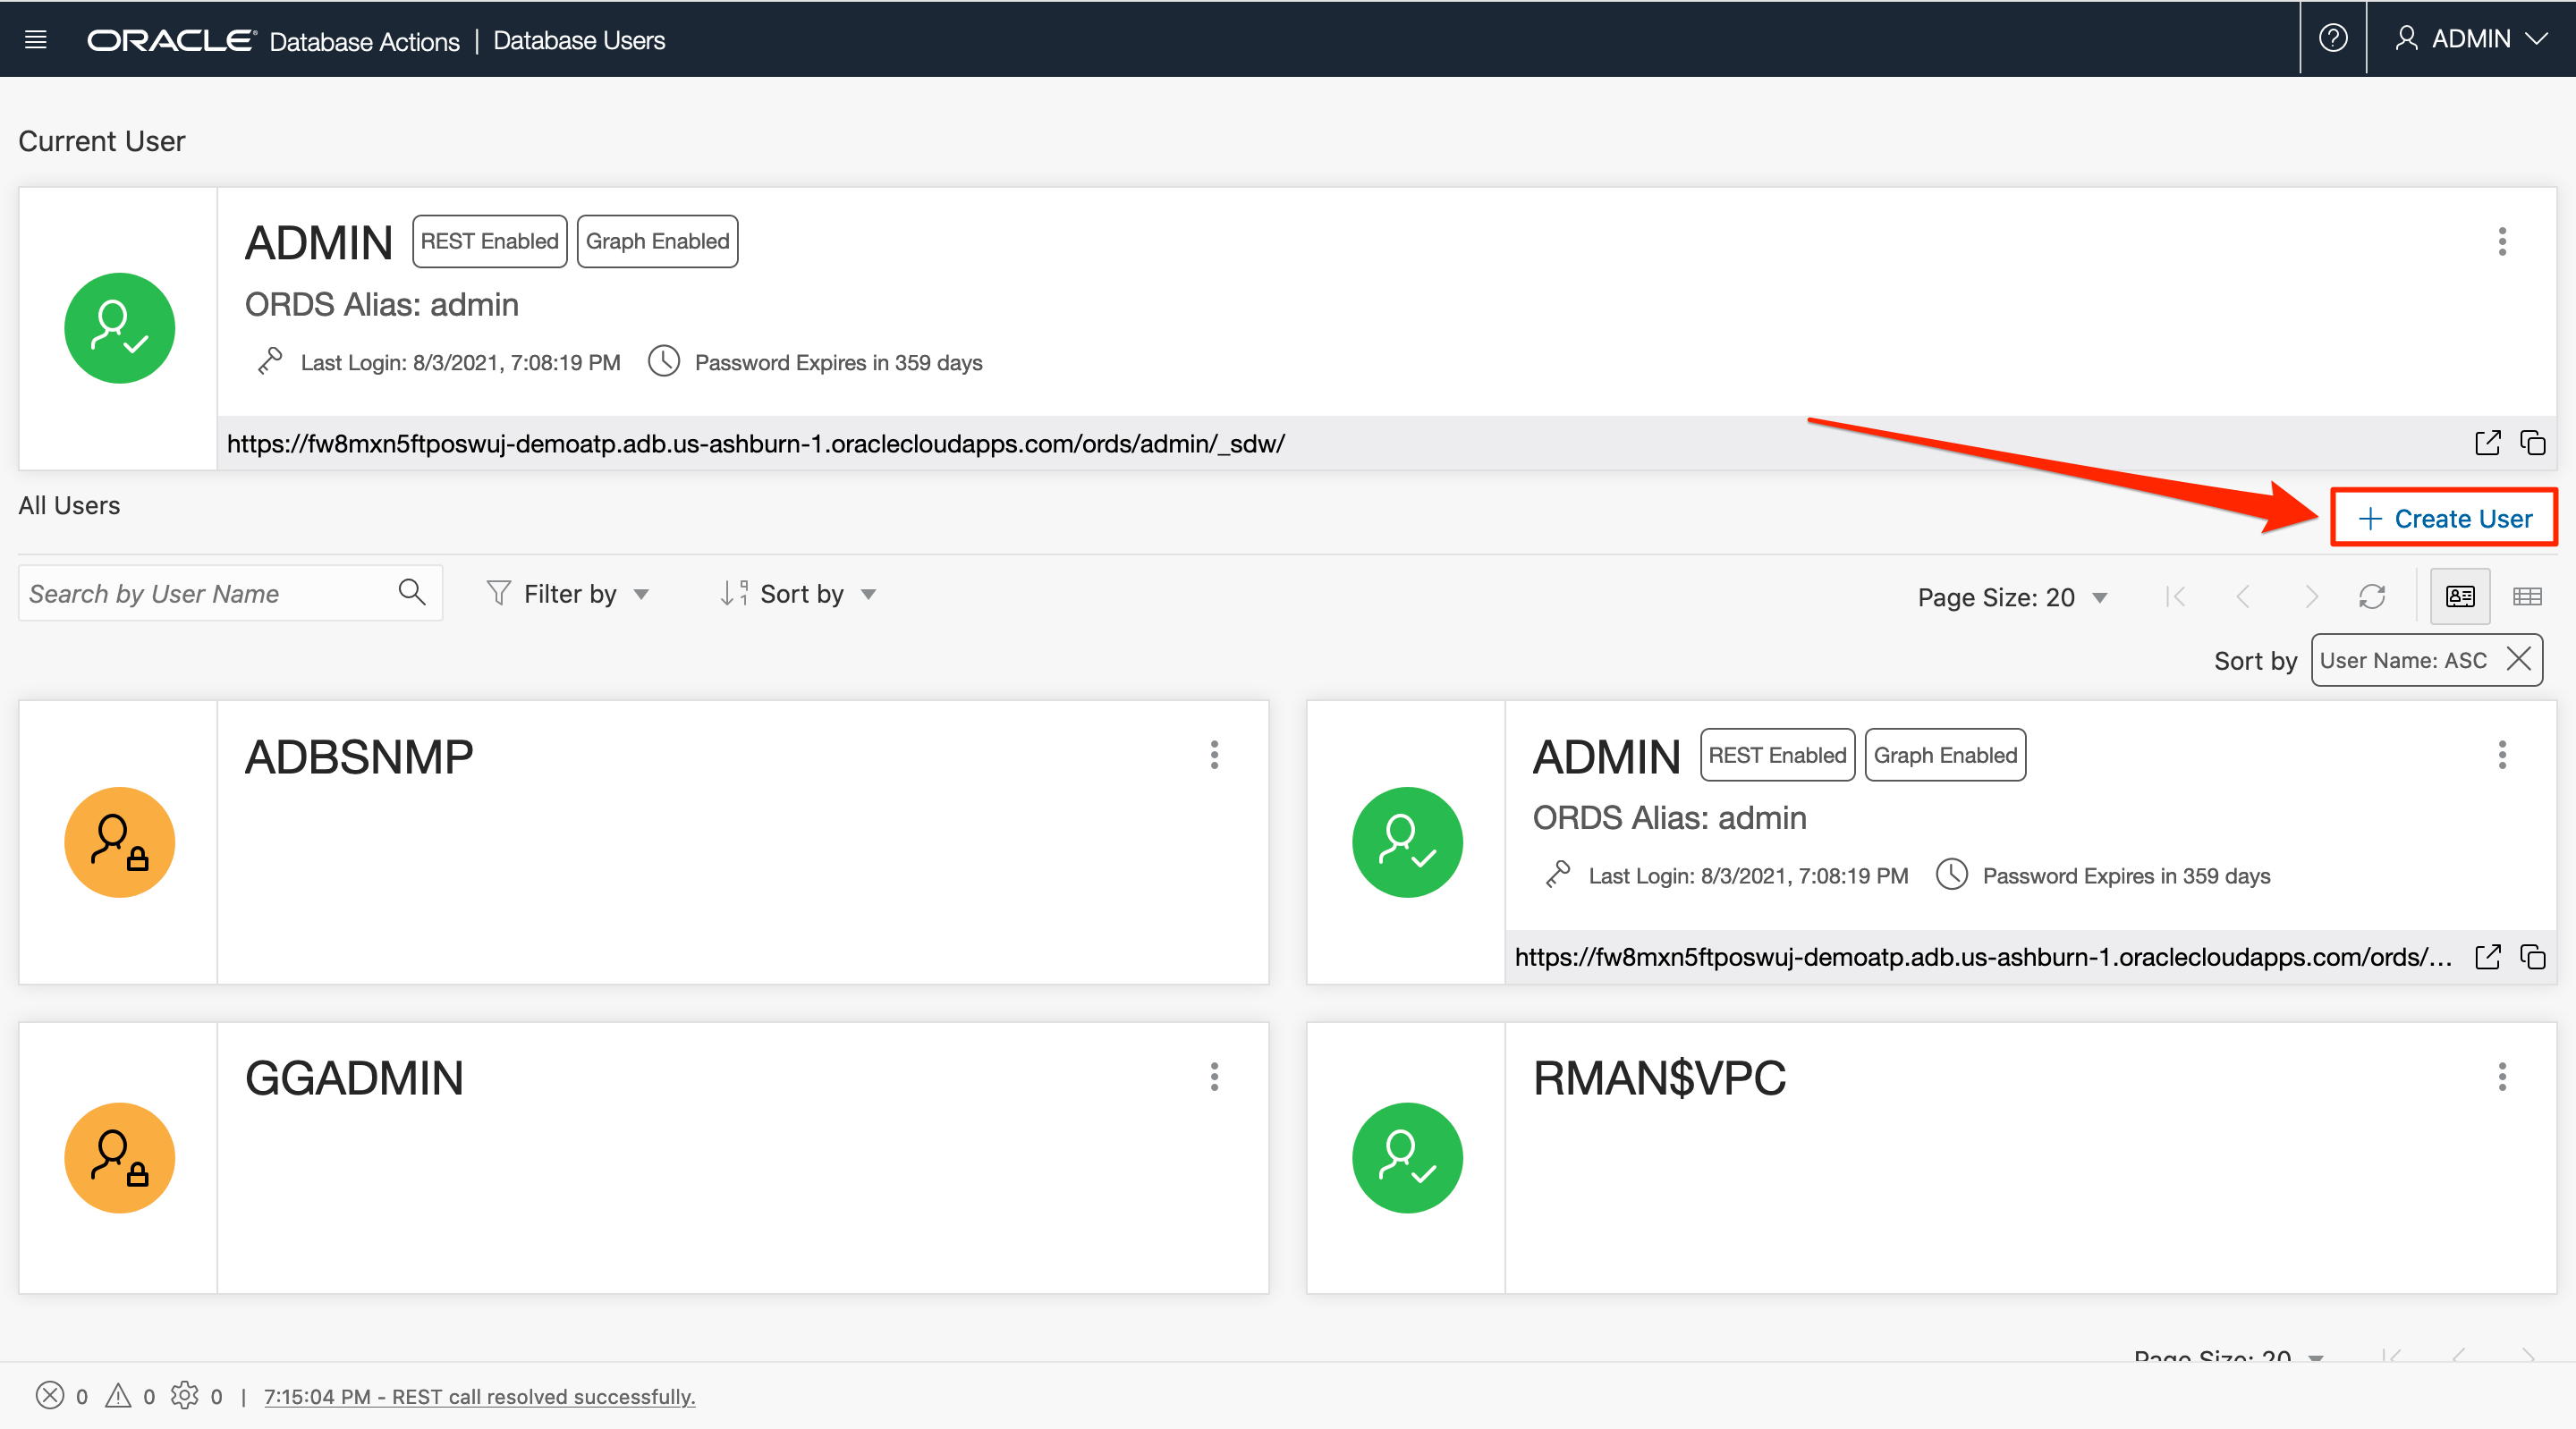 ORACLE® Database Actions | Database Users
ADMIN
Current User
ADMIN REST Enabled Graph Enabled
ORDS Alias: admin
Last Login: 8/3/2021, 7:08:19 PM Password Expires in 359 days
https://fw8mxn5ftposwuj-demoatp.adb.us-ashburn-1.oraclecloudapps.com/ords/admin/_sdw/
All Users
+ Create User
Search by User Name
Filter by
Sort by
Page Size: 20
Sort by User Name: ASC
ADBSNMP
ADMIN REST Enabled Graph Enabled
ORDS Alias: admin
Last Login: 8/3/2021, 7:08:19 PM Password Expires in 359 days
https://fw8mxn5ftposwuj-demoatp.adb.us-ashburn-1.oraclecloudapps.com/ords/...
GGADMIN
RMAN$VPC
Page Size: 20
0 0 0 | 7:15:04 PM - REST call resolved successfully.